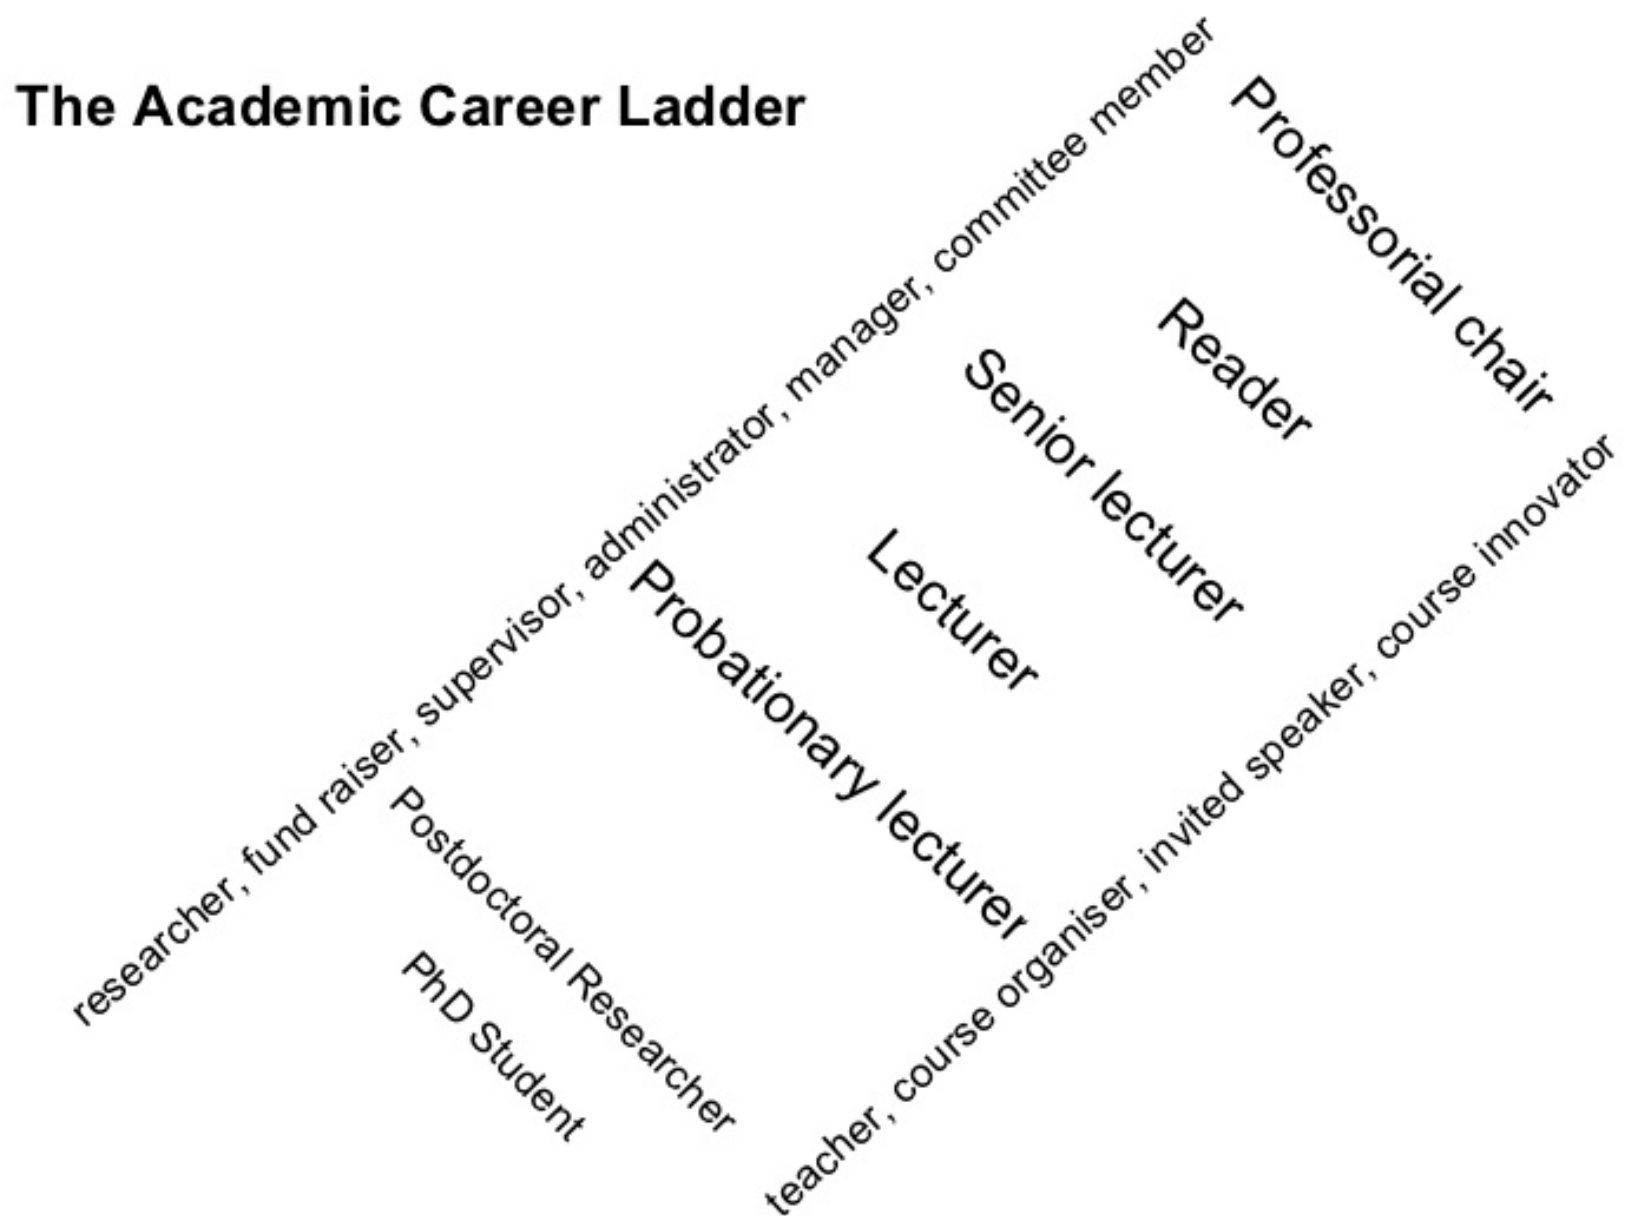 The Academic Career Ladder
researcher, fund raiser, supervisor, administrator, manager, committee member
Professorial chair
Reader
Senior lecturer
Lecturer
Probationary lecturer
Postdoctoral Researcher
PhD Student
teacher, course organiser, invited speaker, course innovator